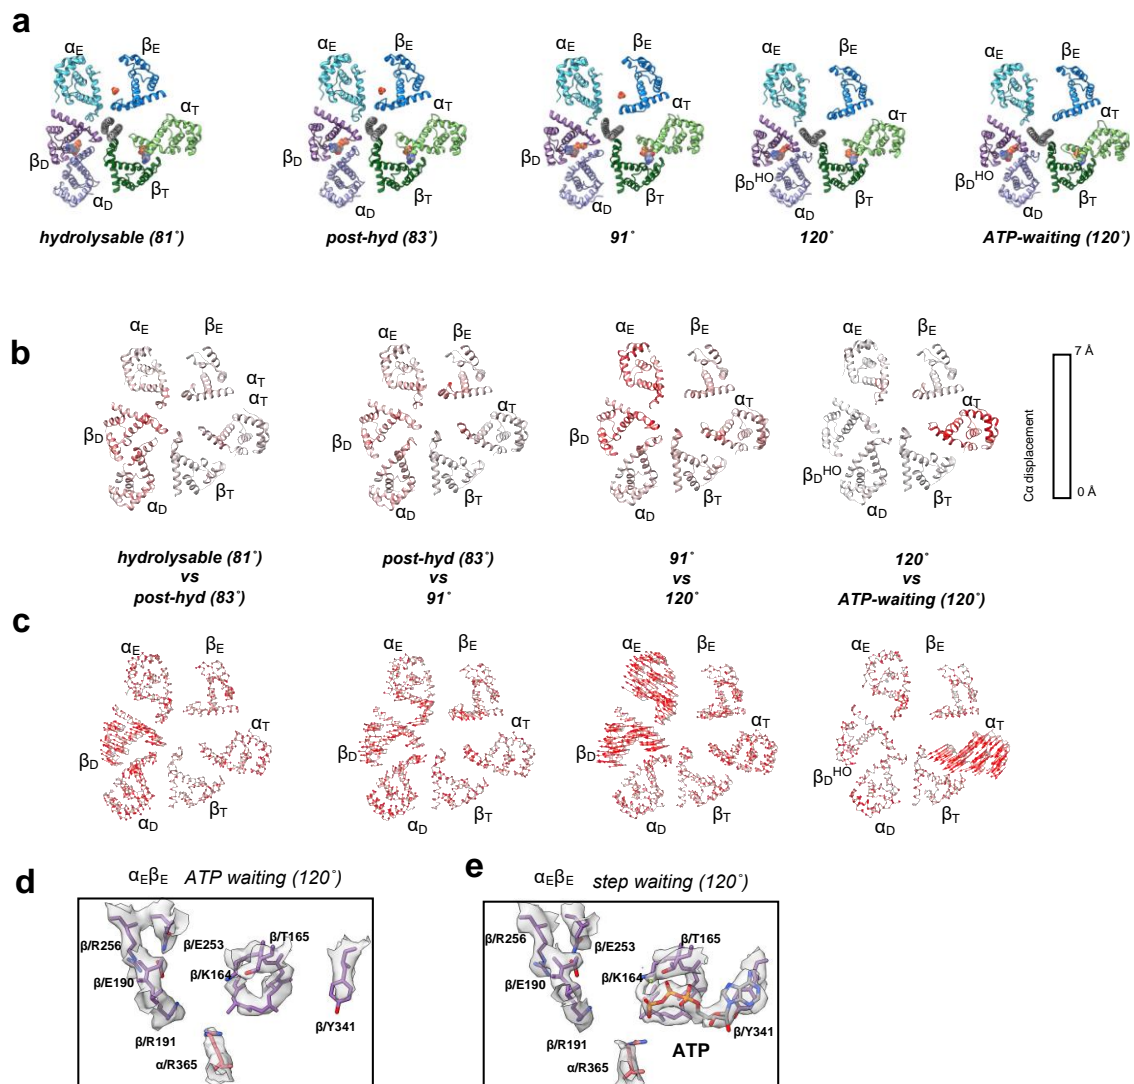 a
αE
βE
αT
βD
αD
βT
hydrolysable (81˚)
αE
βE
αT
βD
αD
βT
post-hyd (83˚)
αE
βE
αT
βD
αD
βT
91˚
αE
βE
αT
βDHO
αD
βT
120˚
αE
βE
αT
βDHO
αD
βT
ATP-waiting (120˚)
b
αE
βE
αT
βD
αD
βT
hydrolysable (81˚)
vs
post-hyd (83˚)
αE
βE
αT
βD
αD
βT
post-hyd (83˚)
vs
91˚
αE
βE
αT
βD
αD
βT
91˚
vs
120˚
αE
βE
αT
βDHO
αD
βT
120˚
vs
ATP-waiting (120˚)
7 Å
Cα displacement
0 Å
c
αE
βE
αT
βD
αD
βT
αE
βE
αT
βD
αD
βT
αE
βE
αT
βD
αD
βT
αE
βE
αT
βDHO
αD
βT
d
αEβE ATP waiting (120˚)
β/R256
β/E253
β/T165
β/K164
β/E190
β/Y341
β/R191
α/R365
e
αEβE step waiting (120˚)
β/R256
β/E253
β/T165
β/K164
β/E190
β/Y341
β/R191
ATP
α/R365